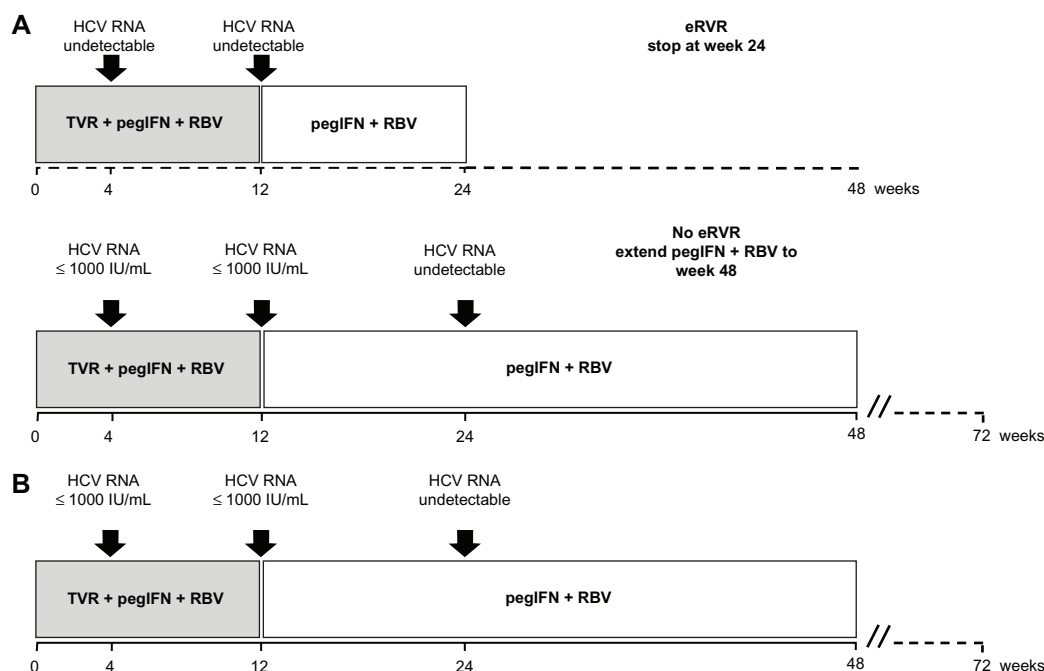 A
HCV RNA
undetectable
HCV RNA
undetectable
eRVR
stop at week 24
TVR + pegIFN + RBV
pegIFN + RBV
0 4 12 24 48 weeks
HCV RNA
≤ 1000 IU/mL
HCV RNA
≤ 1000 IU/mL
HCV RNA
undetectable
No eRVR
extend pegIFN + RBV to
week 48
TVR + pegIFN + RBV
pegIFN + RBV
0 4 12 24 48 72 weeks
B
HCV RNA
≤ 1000 IU/mL
HCV RNA
≤ 1000 IU/mL
HCV RNA
undetectable
TVR + pegIFN + RBV
pegIFN + RBV
0 4 12 24 48 72 weeks